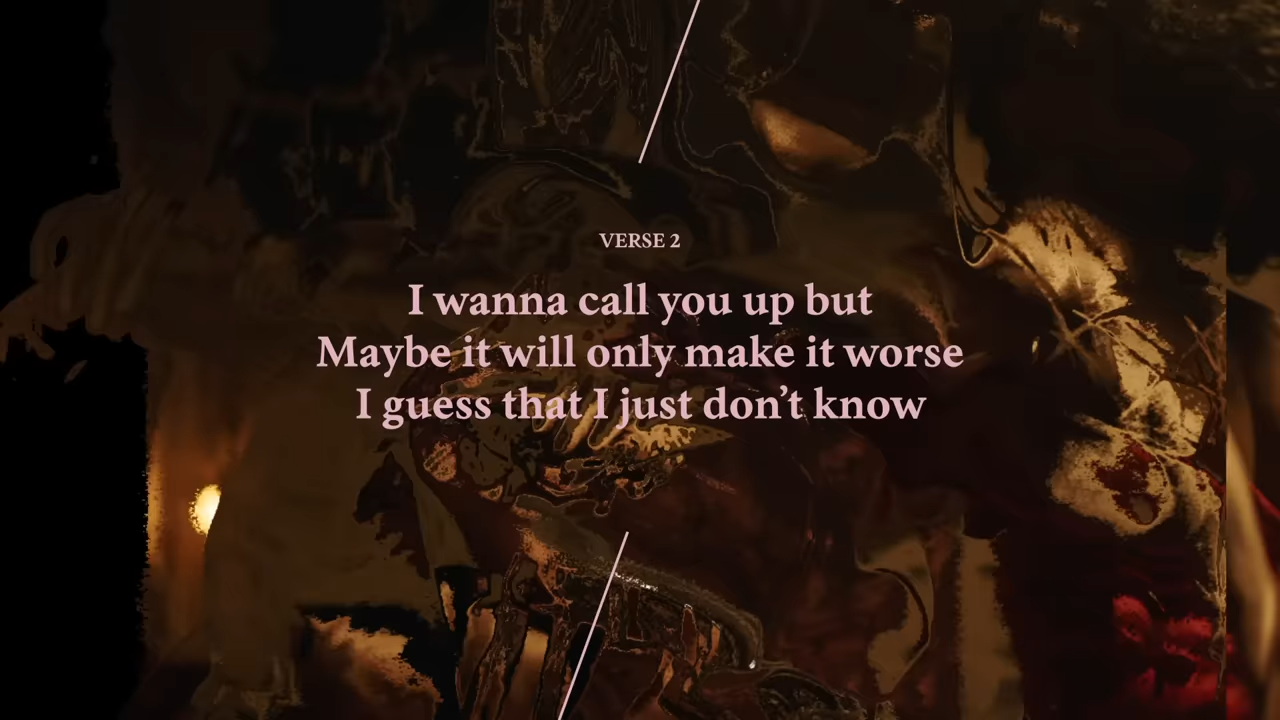 VERSE 2
I wanna call you up but
Maybe it will only make it worse
I guess that I just don’t know